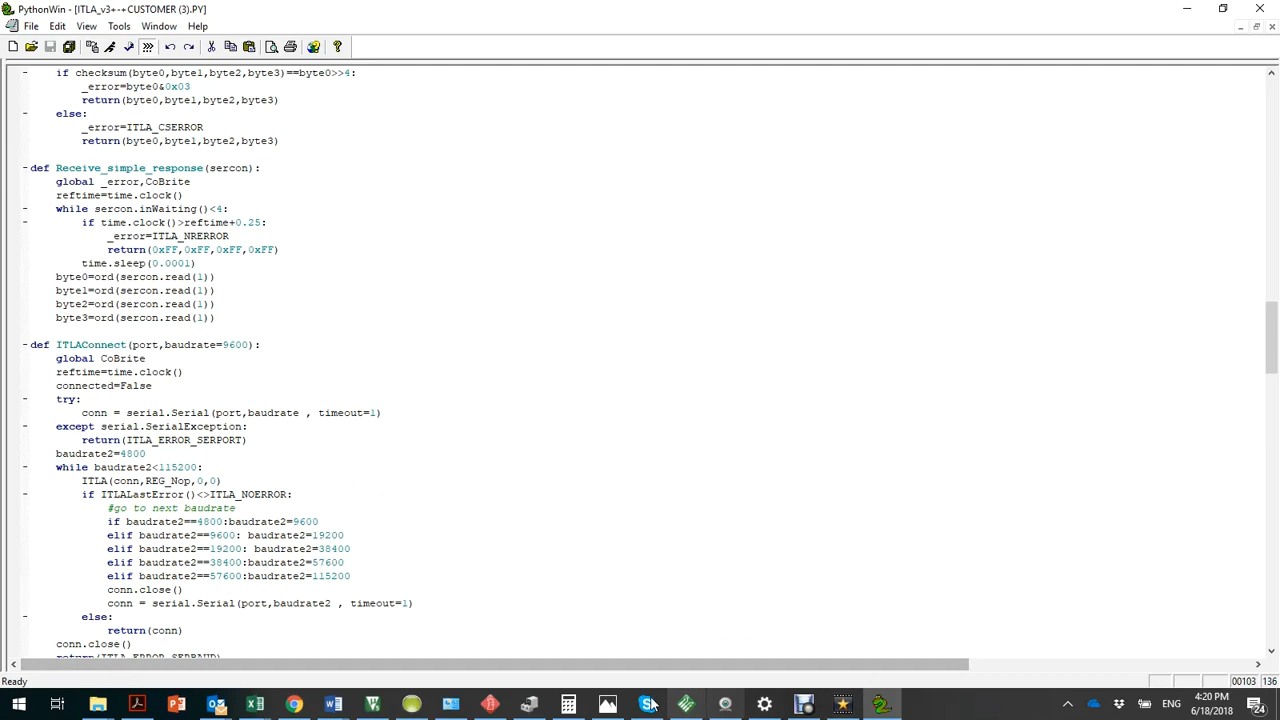 PythonWin - [ITLA_v3+-+CUSTOMER (3).PY]
File Edit View Tools Window Help
if checksum(byte0,byte1,byte2,byte3)==byte0>>4:
_error=byte0&0x03
return(byte0,byte1,byte2,byte3)
else:
_error=ITLA_CSERROR
return(byte0,byte1,byte2,byte3)
def Receive_simple_response(sercon):
global _error,CoBrite
reftime=time.clock()
while sercon.inWaiting()<4:
if time.clock()>reftime+0.25:
_error=ITLA_NRERROR
return(0xFF,0xFF,0xFF,0xFF)
time.sleep(0.0001)
byte0=ord(sercon.read(1))
byte1=ord(sercon.read(1))
byte2=ord(sercon.read(1))
byte3=ord(sercon.read(1))
def ITLAConnect(port,baudrate=9600):
global CoBrite
reftime=time.clock()
connected=False
try:
conn = serial.Serial(port,baudrate , timeout=1)
except serial.SerialException:
return(ITLA_ERROR_SERPORT)
baudrate2=4800
while baudrate2<115200:
ITLA(conn,REG_Nop,0,0)
if ITLALastError()<>ITLA_NOERROR:
#go to next baudrate
if baudrate2==4800:baudrate2=9600
elif baudrate2==9600: baudrate2=19200
elif baudrate2==19200: baudrate2=38400
elif baudrate2==38400:baudrate2=57600
elif baudrate2==57600:baudrate2=115200
conn.close()
conn = serial.Serial(port,baudrate2 , timeout=1)
else:
return(conn)
conn.close()
return(ITLA_ERROR_SERBAUD)
Ready
00103 136
ENG
4:20 PM
6/18/2018
24